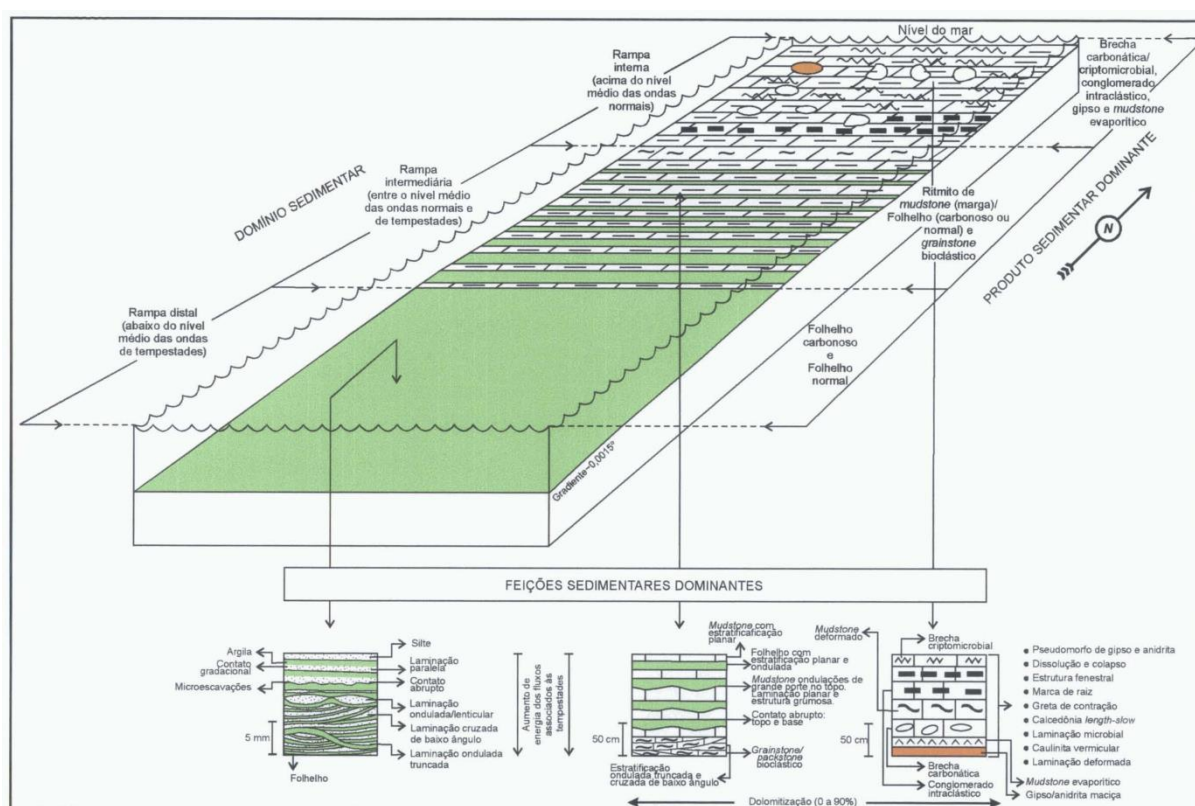 Nível do mar
Rampa
interna
(acima do nível
médio das ondas
normais)
Brecha
carbonática/
criptomicrobial,
conglomerado
intraclástico,
gipso e mudstone
evaporítico
Rampa
intermediária
(entre o nível médio
das ondas normais e
de tempestades)
DOMÍNIO SEDIMENTAR
Ritmito de
mudstone (marga)/
Folhelho (carbonoso ou
normal) e
grainstone
bioclástico
PRODUTO SEDIMENTAR DOMINANTE
N
Rampa distal
(abaixo do nível
médio das ondas
de tempestades)
Folhelho
carbonoso
e
Folhelho
normal
Gradiente~0,0015º
FEIÇÕES SEDIMENTARES DOMINANTES
Argila
Contato
gradacional
Microescavações
5 mm
Folhelho
Silte
Laminação
paralela
Contato
abrupto
Laminação
ondulada/lenticular
Laminação cruzada
de baixo ângulo
Laminação ondulada
truncada
Aumento de
energia dos fluxos
associados às
tempestades
50 cm
Estratificação
ondulada truncada e
cruzada de baixo ângulo
Mudstone com
estratificaficação
planar
Folhelho com
estratificação planar e
ondulada
Mudstone ondulações de
grande porte no topo.
Laminação planar e
estrutura grumosa.
Contato abrupto:
topo e base
Grainstone/
packstone
bioclástico
Mudstone
deformado
Brecha
criptomicrobial
50 cm
Brecha
carbonática
Conglomerado
intraclástico
• Pseudomorfo de gipso e anidrita
• Dissolução e colapso
• Estrutura fenestral
• Marca de raiz
• Greta de contração
• Calcedônia length-slow
• Laminação microbial
• Caulinita vermicular
• Laminação deformada
Mudstone evaporítico
Gipso/anidrita maciça
Dolomitização (0 a 90%)